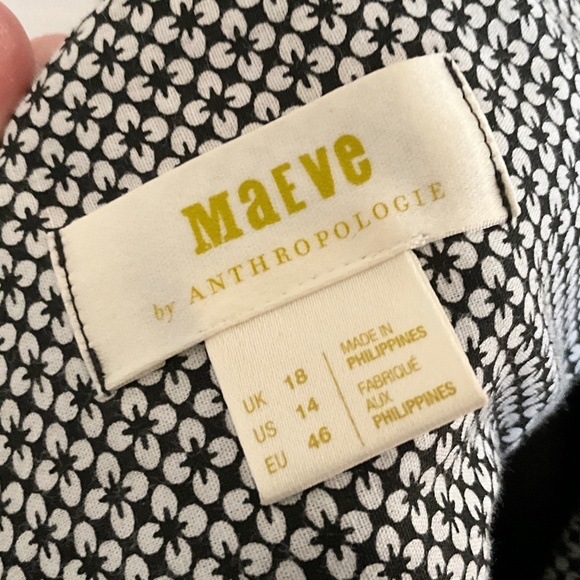 MaEVe
by ANTHROPOLOGIE
UK 18
US 14
EU 46
MADE IN
PHILIPPINES
FABRIQUÉ
AUX
PHILIPPINES